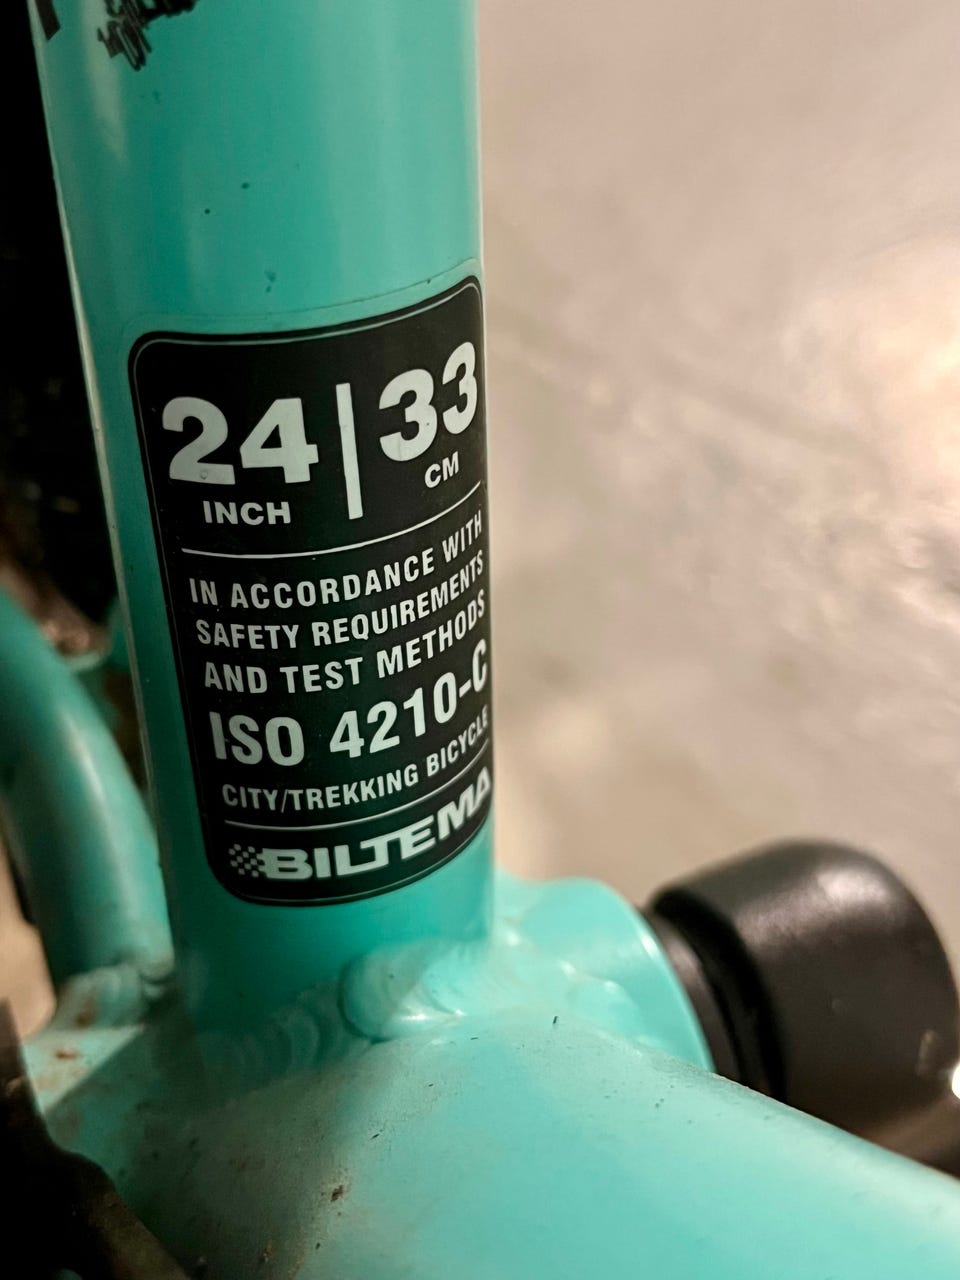 24 | 33
INCH CM
IN ACCORDANCE WITH
SAFETY REQUIREMENTS
AND TEST METHODS
ISO 4210-C
CITY/TREKKING BICYCLE
BILTEMA